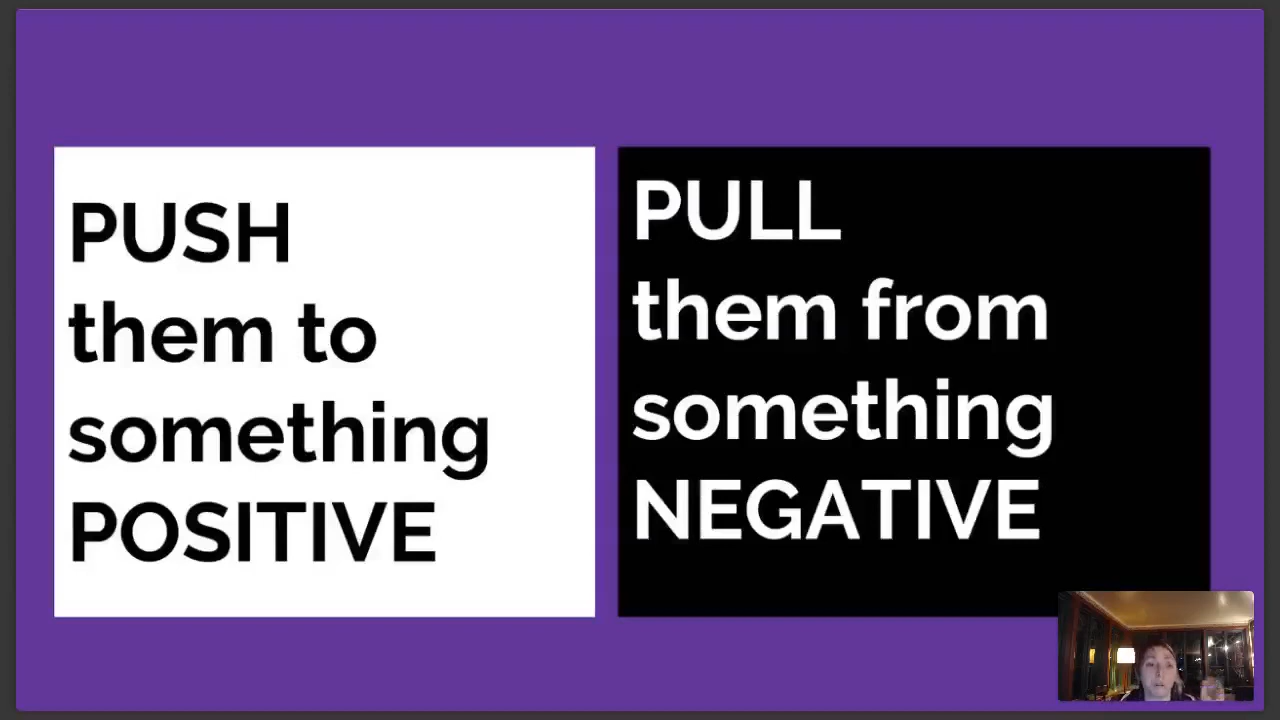 PUSH
them to
something
POSITIVE
PULL
them from
something
NEGATIVE